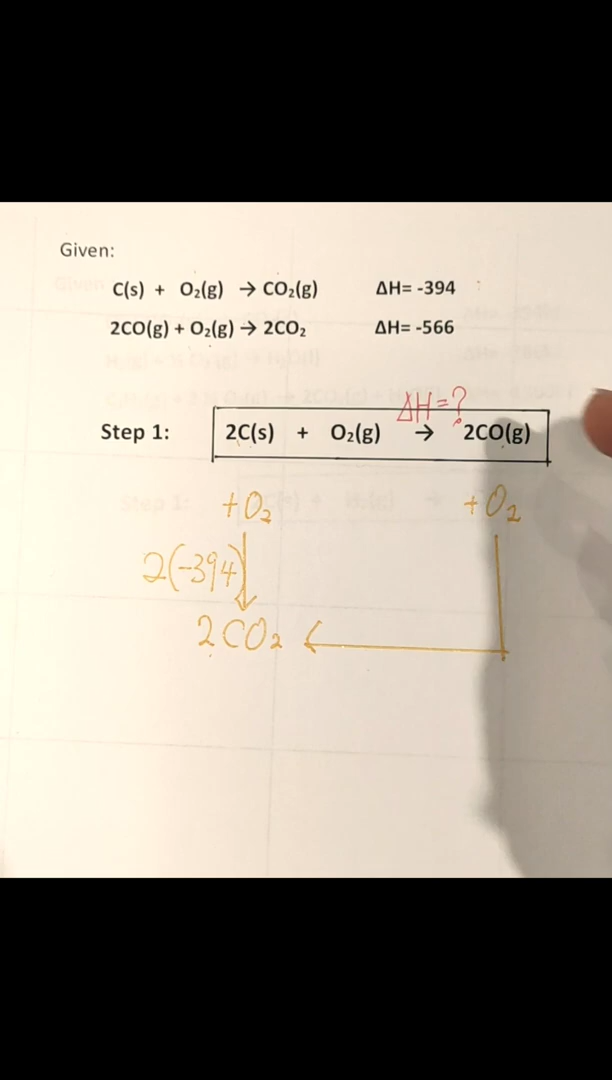 Given:
C(s) + O₂(g) → CO₂(g) ΔH= -394
2CO(g) + O₂(g) → 2CO₂ ΔH= -566
ΔH=?
Step 1: 2C(s) + O₂(g) → 2CO(g)
+O₂ +O₂
2(-394)
2CO₂ ←